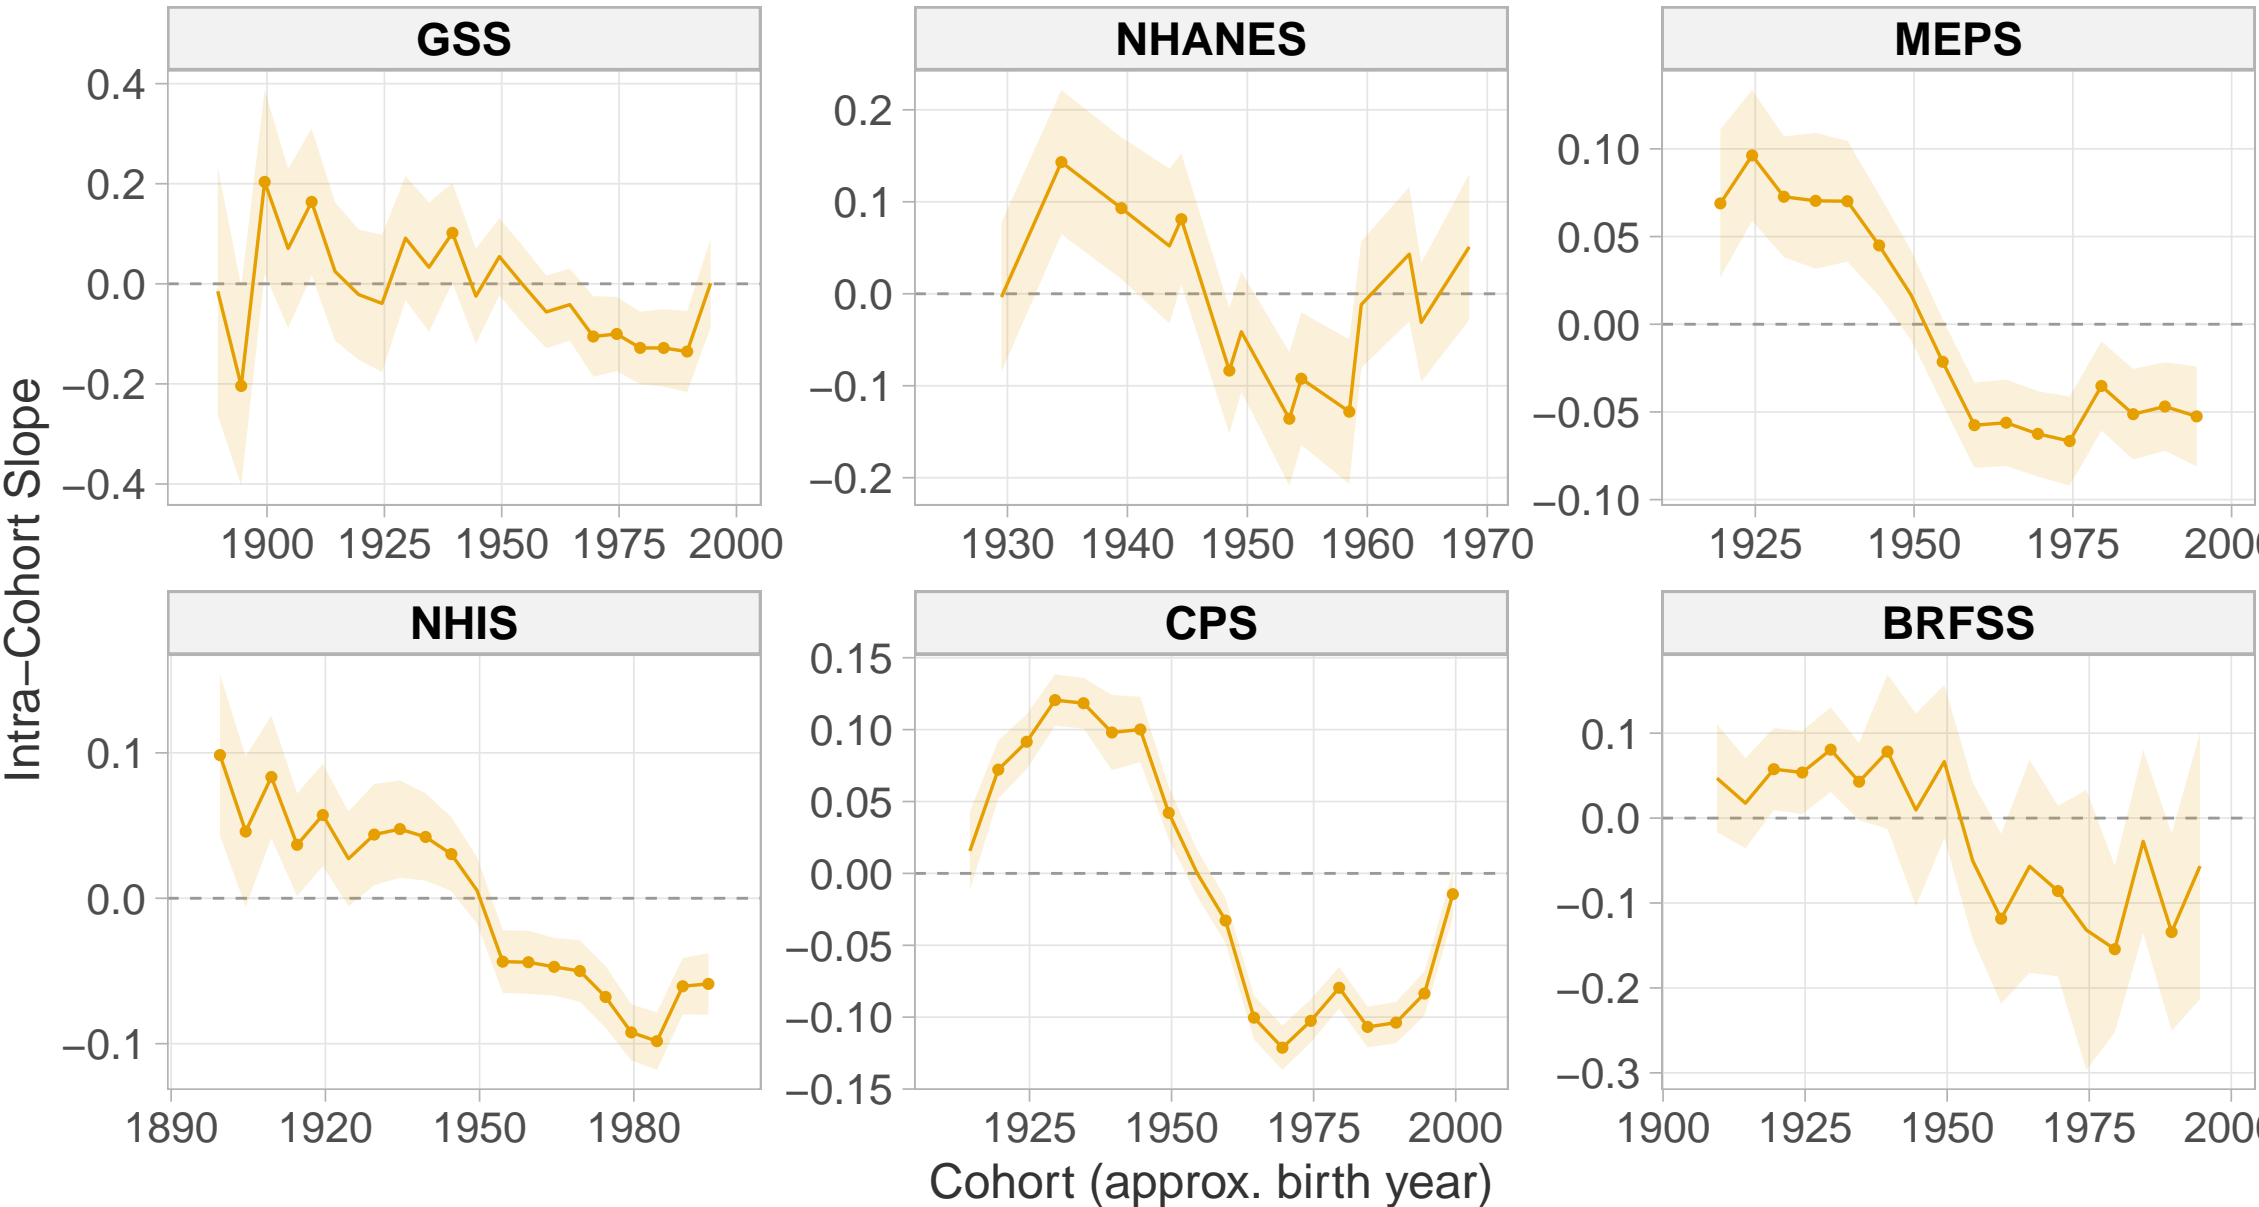 GSS
NHANES
MEPS
0.4
0.2
0.0
−0.2
−0.4
0.2
0.1
0.0
−0.1
−0.2
0.10
0.05
0.00
−0.05
−0.10
1900 1925 1950 1975 2000
1930 1940 1950 1960 1970
1925 1950 1975 200
Intra−Cohort Slope
NHIS
CPS
BRFSS
0.1
0.0
−0.1
0.15
0.10
0.05
0.00
−0.05
−0.10
−0.15
0.1
0.0
−0.1
−0.2
−0.3
1890 1920 1950 1980
1925 1950 1975 2000
1900 1925 1950 1975 200
Cohort (approx. birth year)